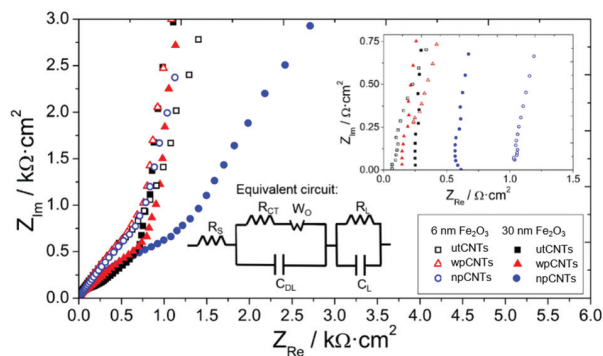 3.0
2.5
2.0
1.5
1.0
0.5
0.0
Z_Im / kΩ·cm²
0.0 0.5 1.0 1.5 2.0 2.5 3.0 3.5 4.0 4.5 5.0 5.5 6.0
Z_Re / kΩ·cm²
0.75
0.50
0.25
0.00
Z_Im / Ω·cm²
0.0 0.5 1.0 1.5
Z_Re / Ω·cm²
Equivalent circuit:
R_S
R_CT W_O
C_DL
R_L
C_L
6 nm Fe₂O₃ 30 nm Fe₂O₃
utCNTs utCNTs
wpCNTs wpCNTs
npCNTs npCNTs